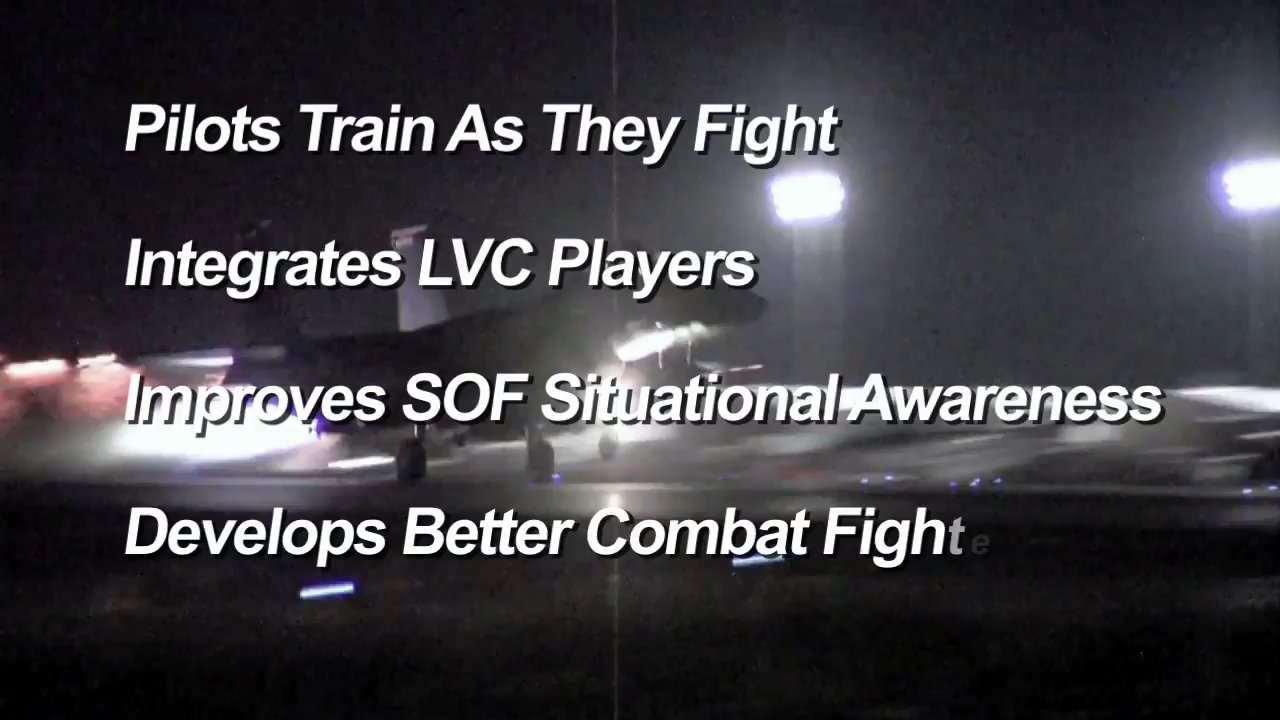 Pilots Train As They Fight
Integrates LVC Players
Improves SOF Situational Awareness
Develops Better Combat Fighte